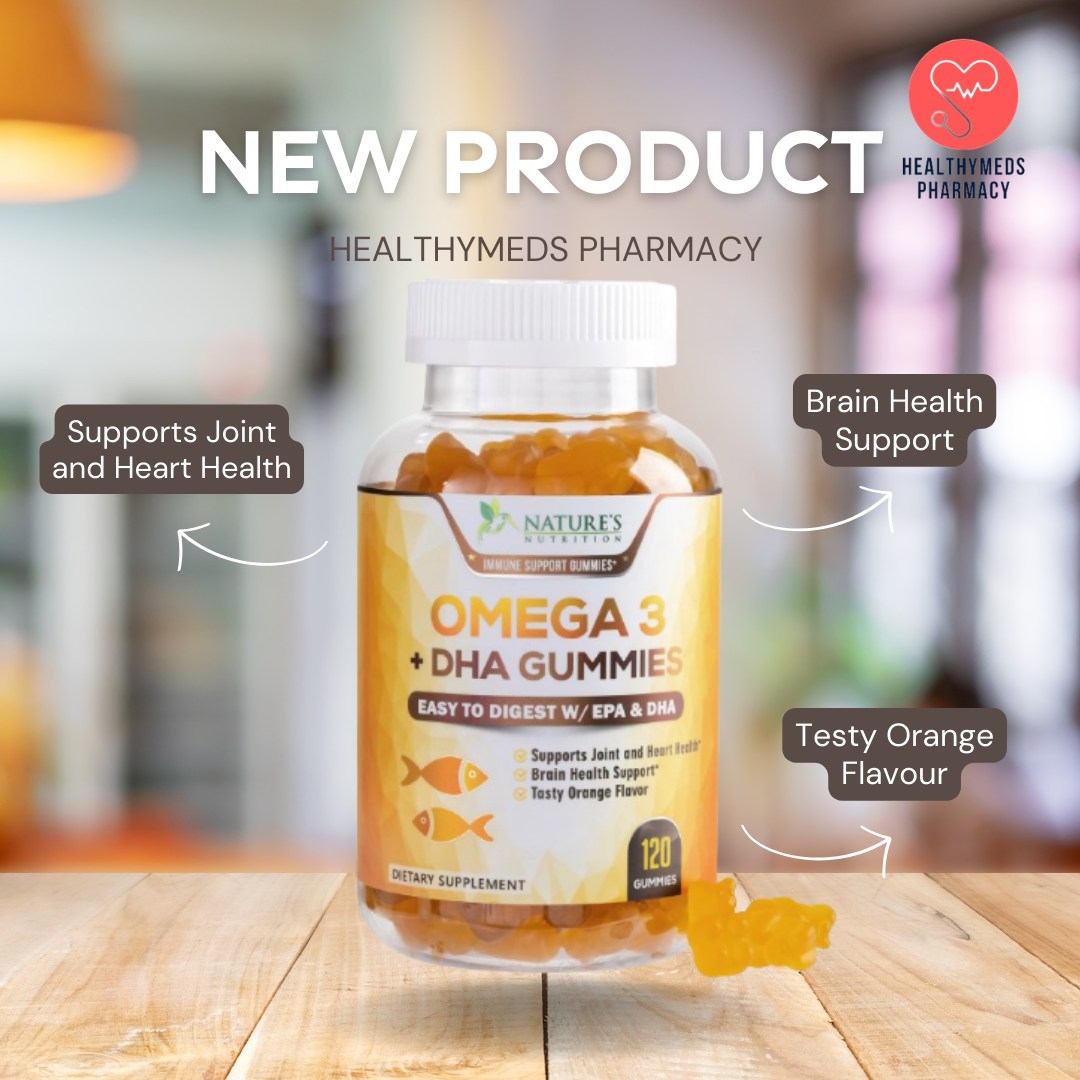 NEW PRODUCT
HEALTHYMEDS
PHARMACY
HEALTHYMEDS PHARMACY
Supports Joint
and Heart Health
Brain Health
Support
NATURE'S
NUTRITION
IMMUNE SUPPORT GUMMIES*
OMEGA 3
+ DHA GUMMIES
EASY TO DIGEST W/ EPA & DHA
Supports Joint and Heart Health*
Brain Health Support*
Tasty Orange Flavor
Testy Orange
Flavour
120
GUMMIES
DIETARY SUPPLEMENT